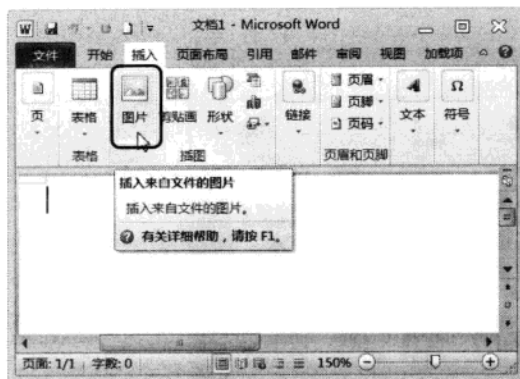 文档1 - Microsoft Word
文件 开始 插入 页面布局 引用 邮件 审阅 视图 加载项
页 表格 图片 剪贴画 形状 链接 页眉 页脚 页码 文本 Ω 符号
表格 插图 页眉和页脚
插入来自文件的图片
插入来自文件的图片。
有关详细帮助，请按 F1。
页面: 1/1 字数: 0 150%